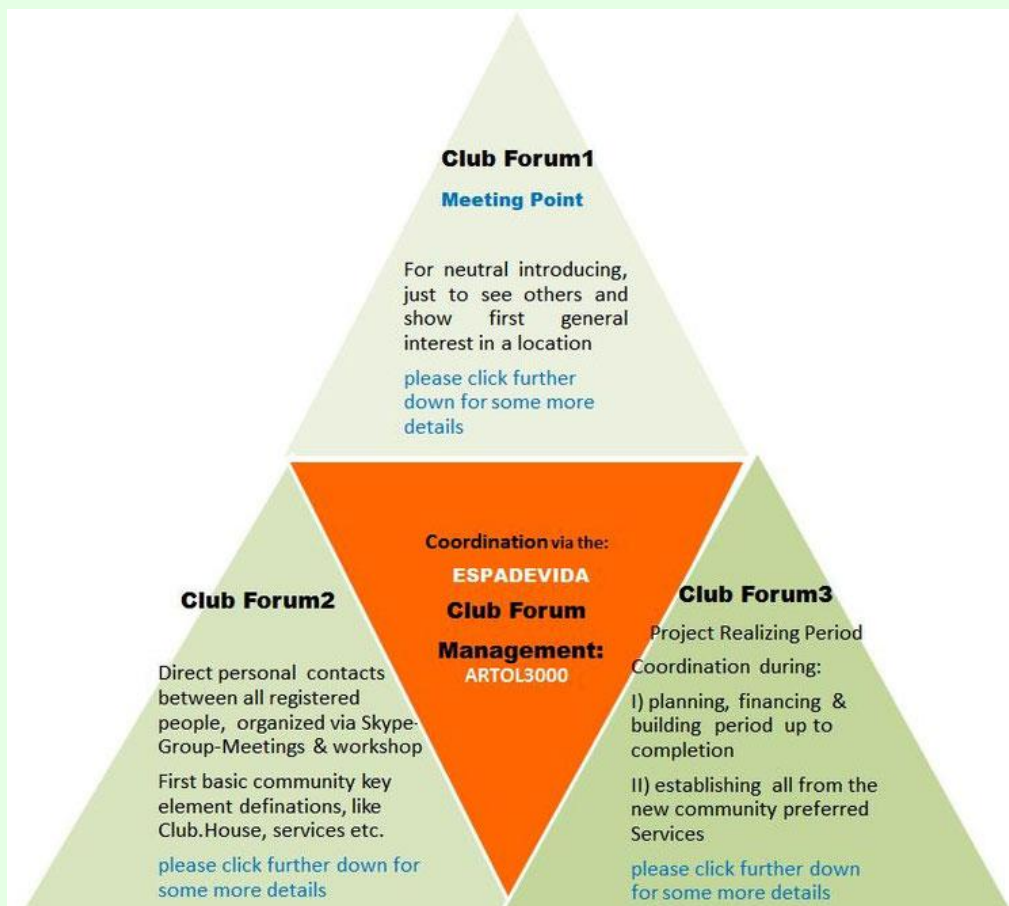 Club Forum1
Meeting Point
For neutral introducing,
just to see others and
show first general
interest in a location
please click further
down for some more
details
Coordination via the:
ESPADEVIDA
Club Forum
Management:
ARTOL3000
Club Forum2
Direct personal contacts
between all registered
people, organized via Skype-
Group-Meetings & workshop
First basic community key
element definations, like
Club.House, services etc.
please click further down for
some more details
Club Forum3
Project Realizing Period
Coordination during:
I) planning, financing &
building period up to
completion
II) establishing all from the
new community preferred
Services
please click further down
for some more details